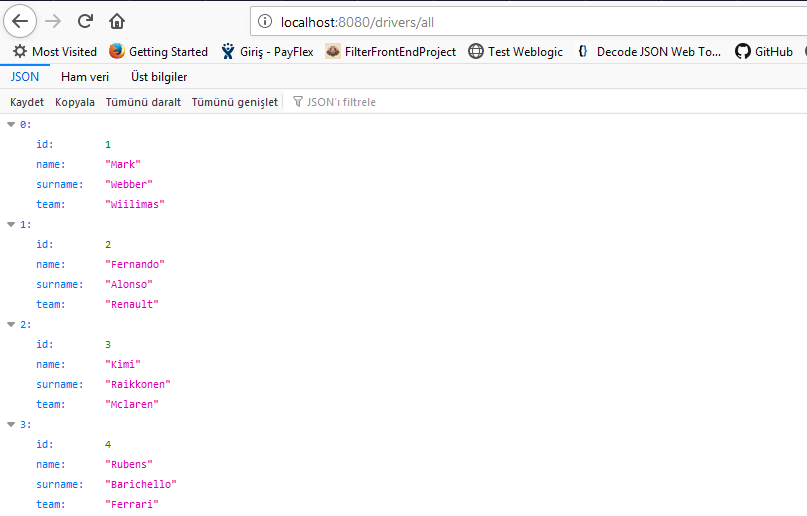 localhost:8080/drivers/all
Most Visited Getting Started Giriş - PayFlex FilterFrontEndProject Test Weblogic Decode JSON Web To... GitHub
JSON Ham veri Üst bilgiler
Kaydet Kopyala Tümünü daralt Tümünü genişlet JSON'ı filtrele
0:
id: 1
name: "Mark"
surname: "Webber"
team: "Wiilimas"
1:
id: 2
name: "Fernando"
surname: "Alonso"
team: "Renault"
2:
id: 3
name: "Kimi"
surname: "Raikkonen"
team: "Mclaren"
3:
id: 4
name: "Rubens"
surname: "Barichello"
team: "Ferrari"